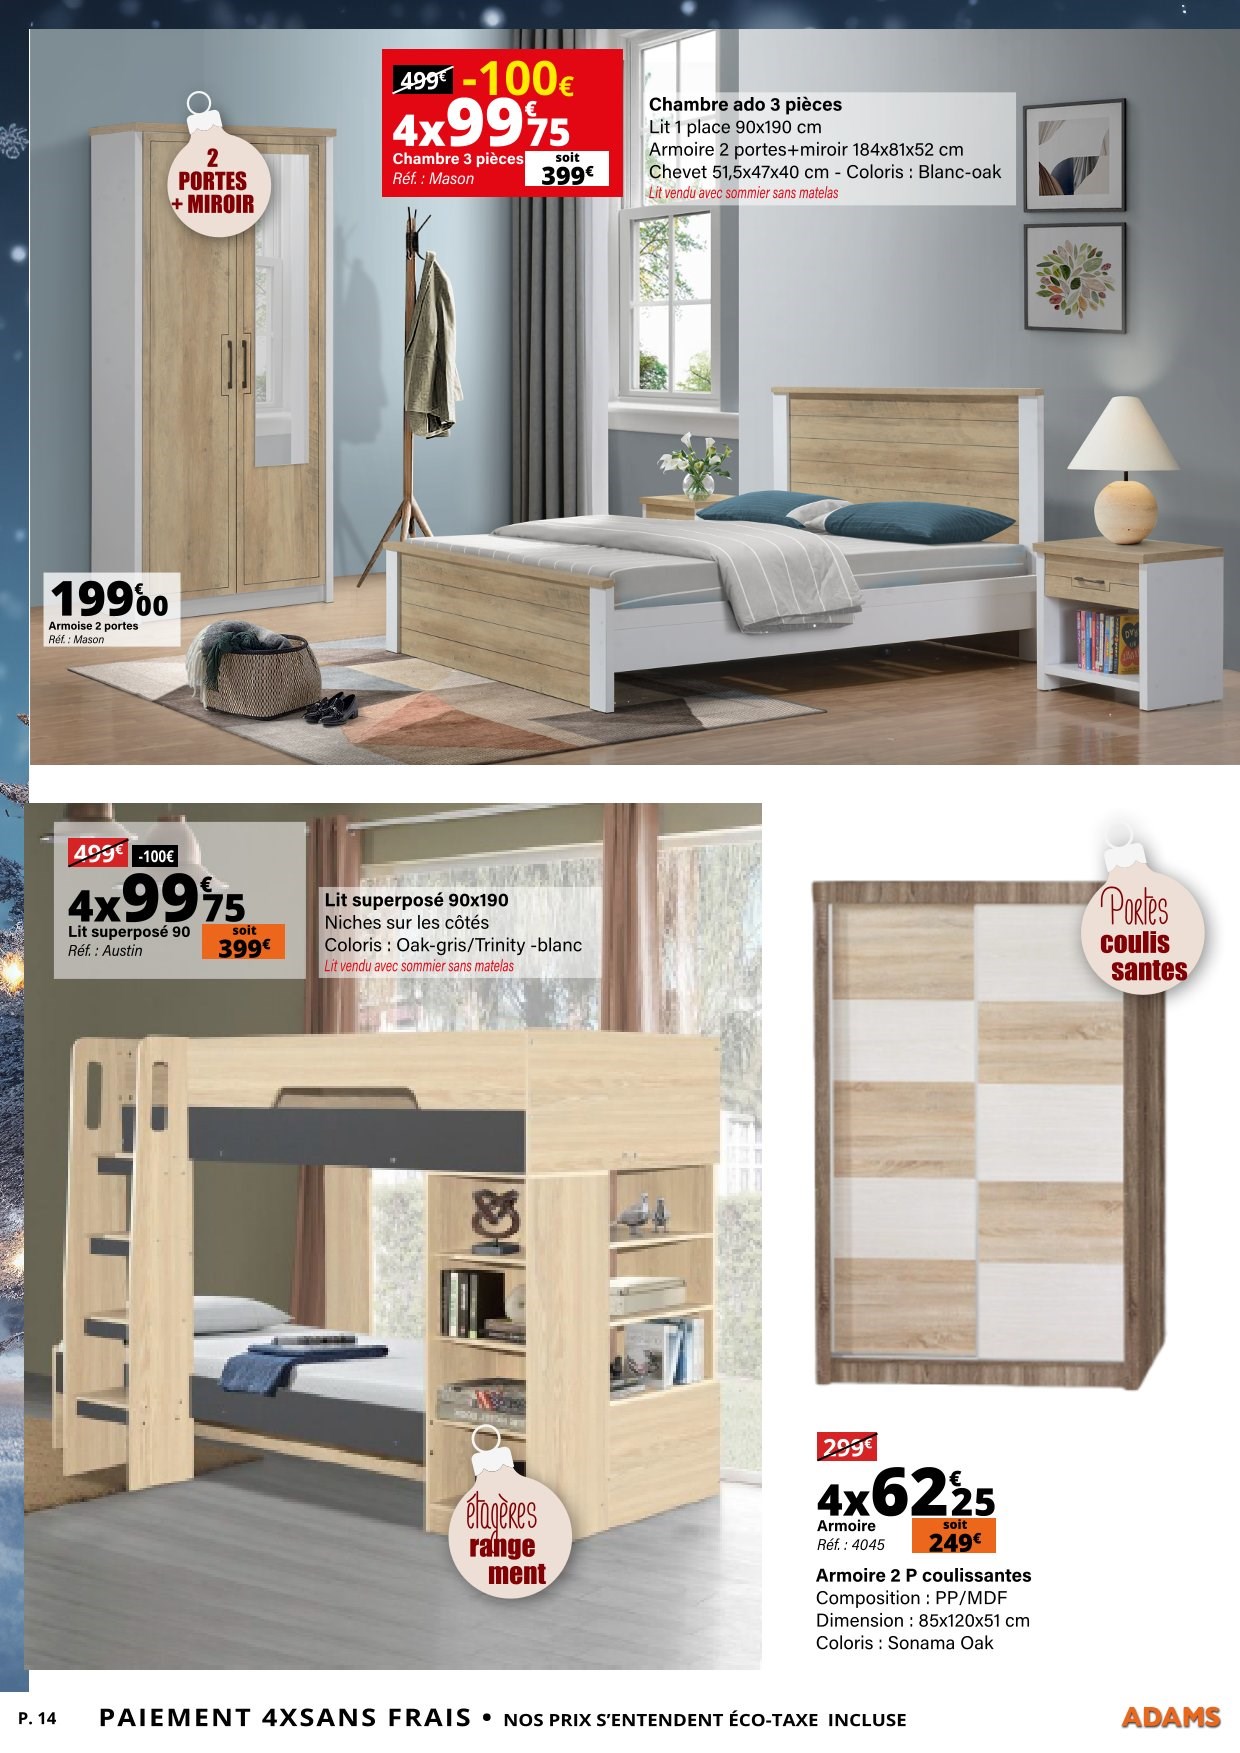 499€ -100€
4x99€75
Chambre 3 pièces
Réf. : Mason
soit
399€
Chambre ado 3 pièces
Lit 1 place 90x190 cm
Armoire 2 portes+miroir 184x81x52 cm
Chevet 51,5x47x40 cm - Coloris : Blanc-oak
Lit vendu avec sommier sans matelas
2
PORTES
+ MIROIR
199€00
Armoise 2 portes
Réf. : Mason
499€ -100€
4x99€75
Lit superposé 90
Réf. : Austin
soit
399€
Lit superposé 90x190
Niches sur les côtés
Coloris : Oak-gris/Trinity -blanc
Lit vendu avec sommier sans matelas
Portes
coulis
santes
étagères
range
ment
299€
4x62€25
Armoire
Réf. : 4045
soit
249€
Armoire 2 P coulissantes
Composition : PP/MDF
Dimension : 85x120x51 cm
Coloris : Sonama Oak
P. 14 PAIEMENT 4XSANS FRAIS • NOS PRIX S'ENTENDENT ÉCO-TAXE INCLUSE ADAMS